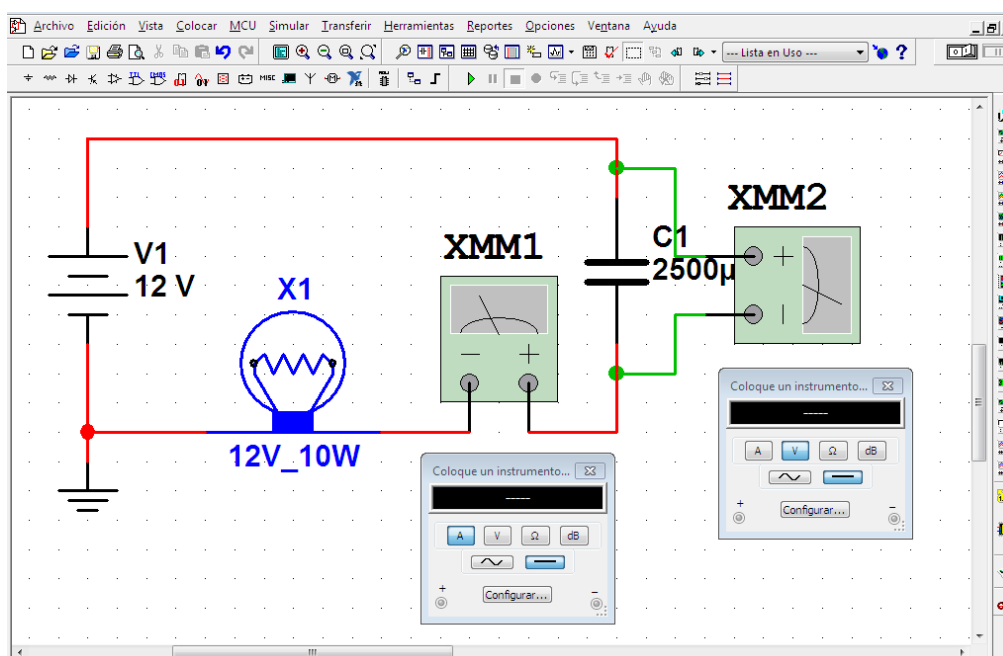 Archivo Edición Vista Colocar MCU Simular Transferir Herramientas Reportes Opciones Ventana Ayuda
--- Lista en Uso ---
MISC
XMM2
XMM1
V1
12 V
C1
2500µ
X1
12V_10W
Coloque un instrumento...
-----
A V Ω dB
Configurar...
+ -
Coloque un instrumento...
-----
A V Ω dB
Configurar...
+ -